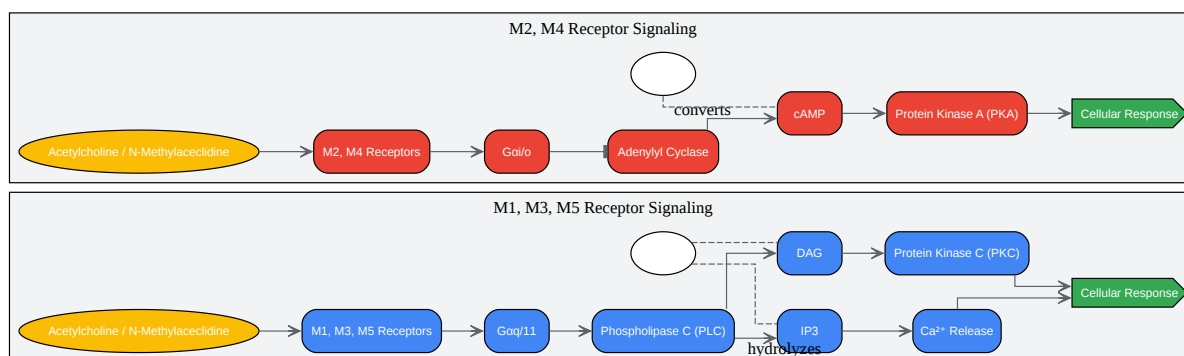 M2, M4 Receptor Signaling
converts
cAMP
Protein Kinase A (PKA)
Cellular Response
Acetylcholine / N-Methylaceclidine
M2, M4 Receptors
Gαi/o
Adenylyl Cyclase
M1, M3, M5 Receptor Signaling
DAG
Protein Kinase C (PKC)
Cellular Response
Acetylcholine / N-Methylaceclidine
M1, M3, M5 Receptors
Gαq/11
Phospholipase C (PLC)
IP3
Ca²⁺ Release
hydrolyzes